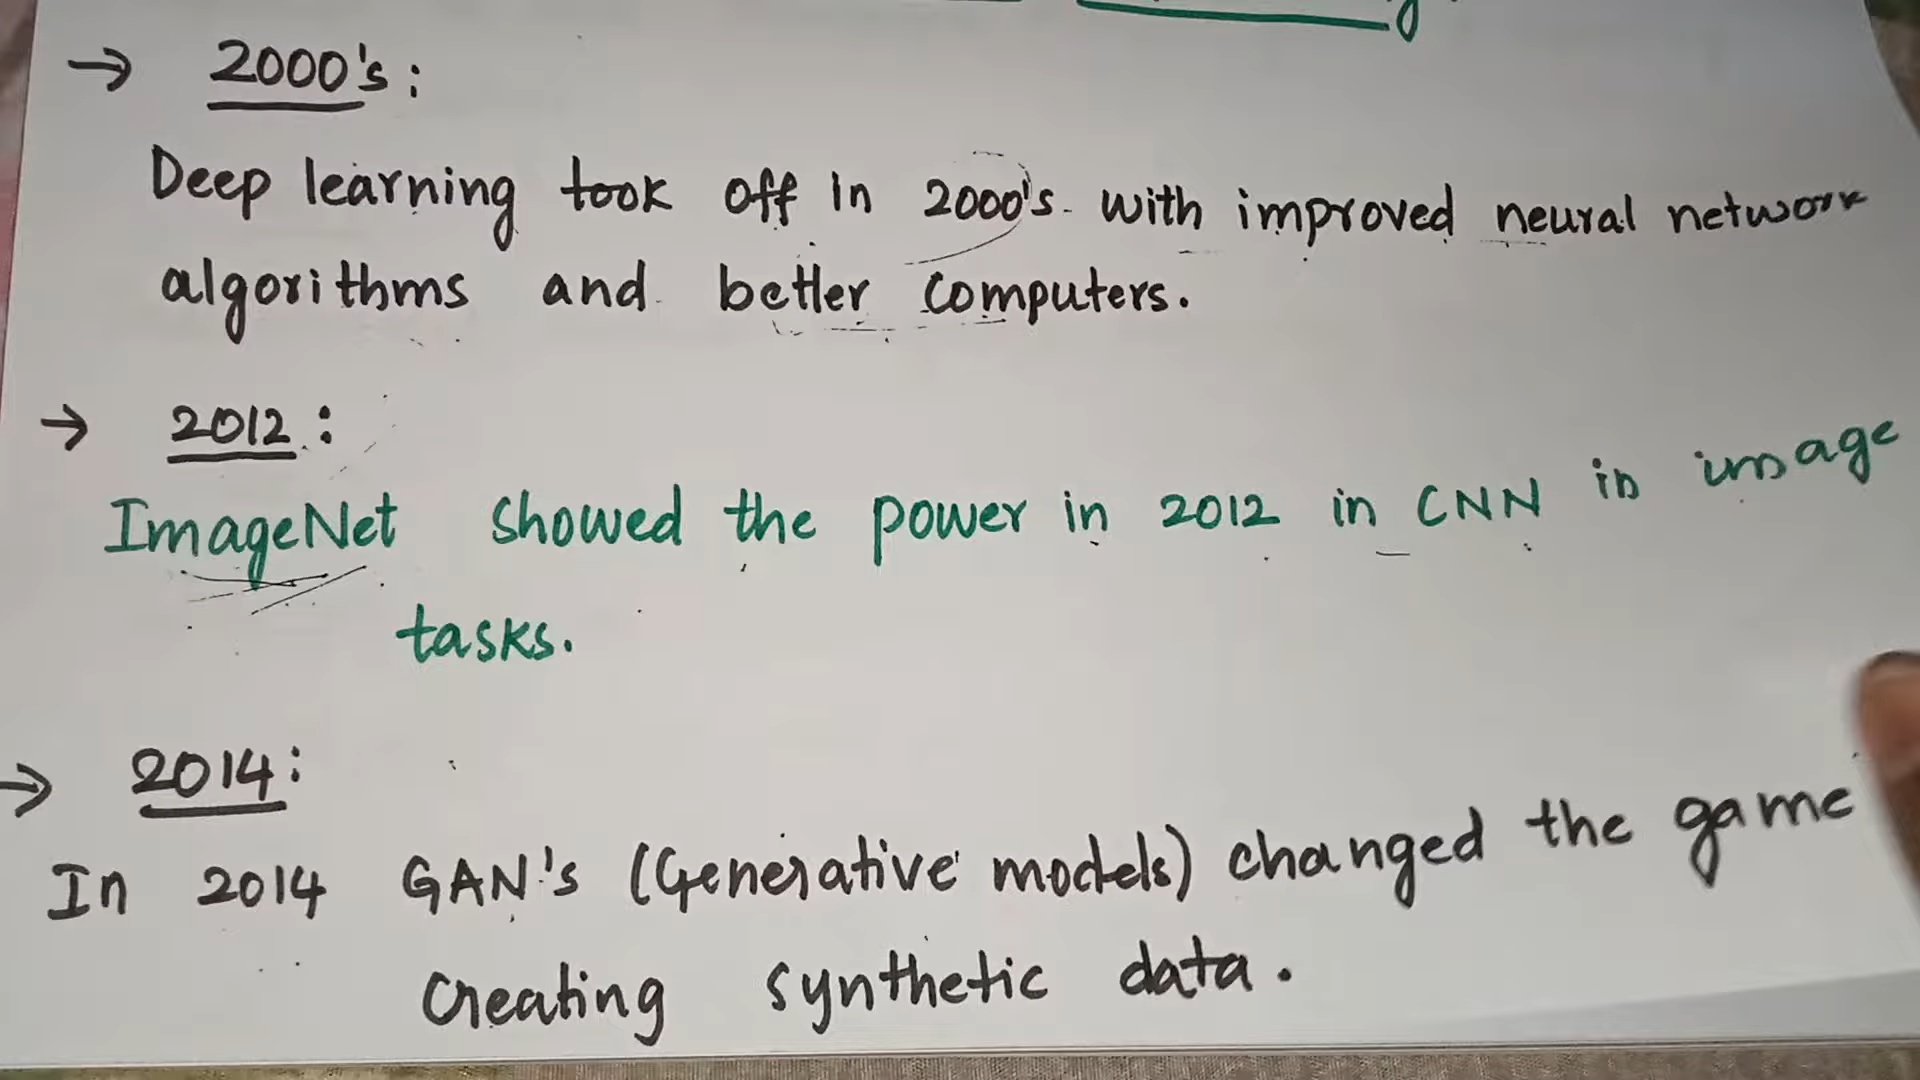 → 2000's:
Deep learning took off in 2000's with improved neural network
algorithms and better computers.
→ 2012:
ImageNet showed the power in 2012 in CNN in image
tasks.
→ 2014:
In 2014 GAN's (Generative models) changed the game
creating synthetic data.